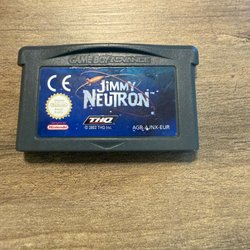 GAME BOY ADVANCE
CE
JIMMY
NEUTRON
Nintendo
THQ
© 2002 THQ Inc.
AGB-AJNX-EUR